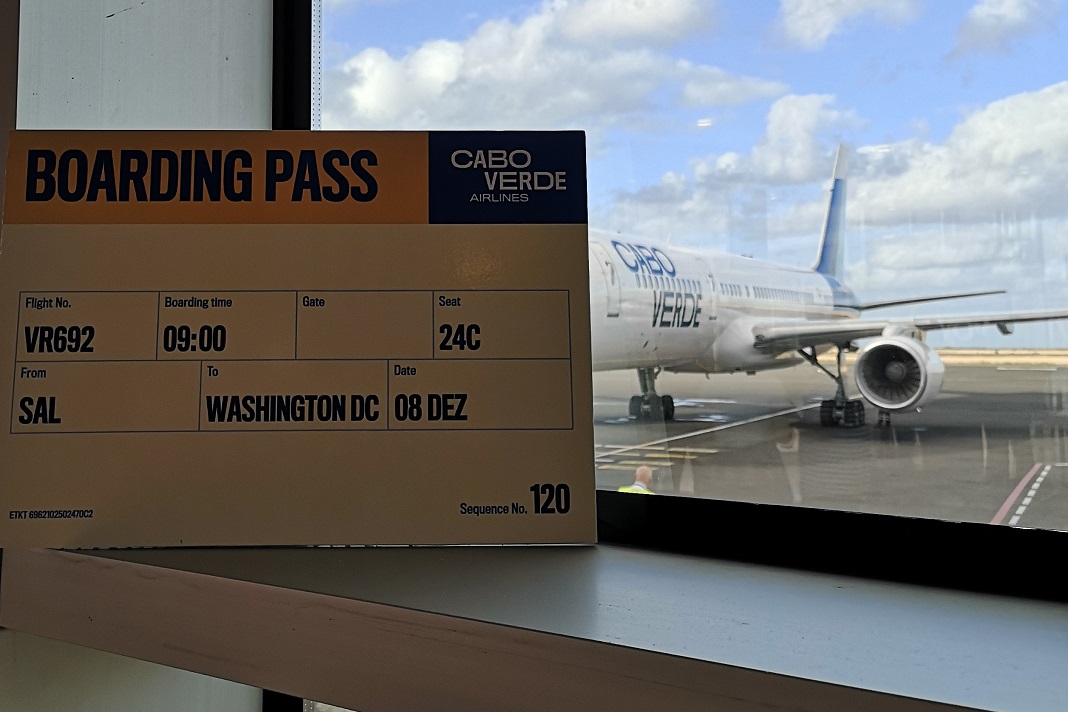 BOARDING PASS
CABO
VERDE
AIRLINES
Flight No.
Boarding time
Gate
Seat
VR692
09:00
24C
From
To
Date
SAL
WASHINGTON DC
08 DEZ
ETKT 6962102502470C2
Sequence No. 120
CABO
VERDE